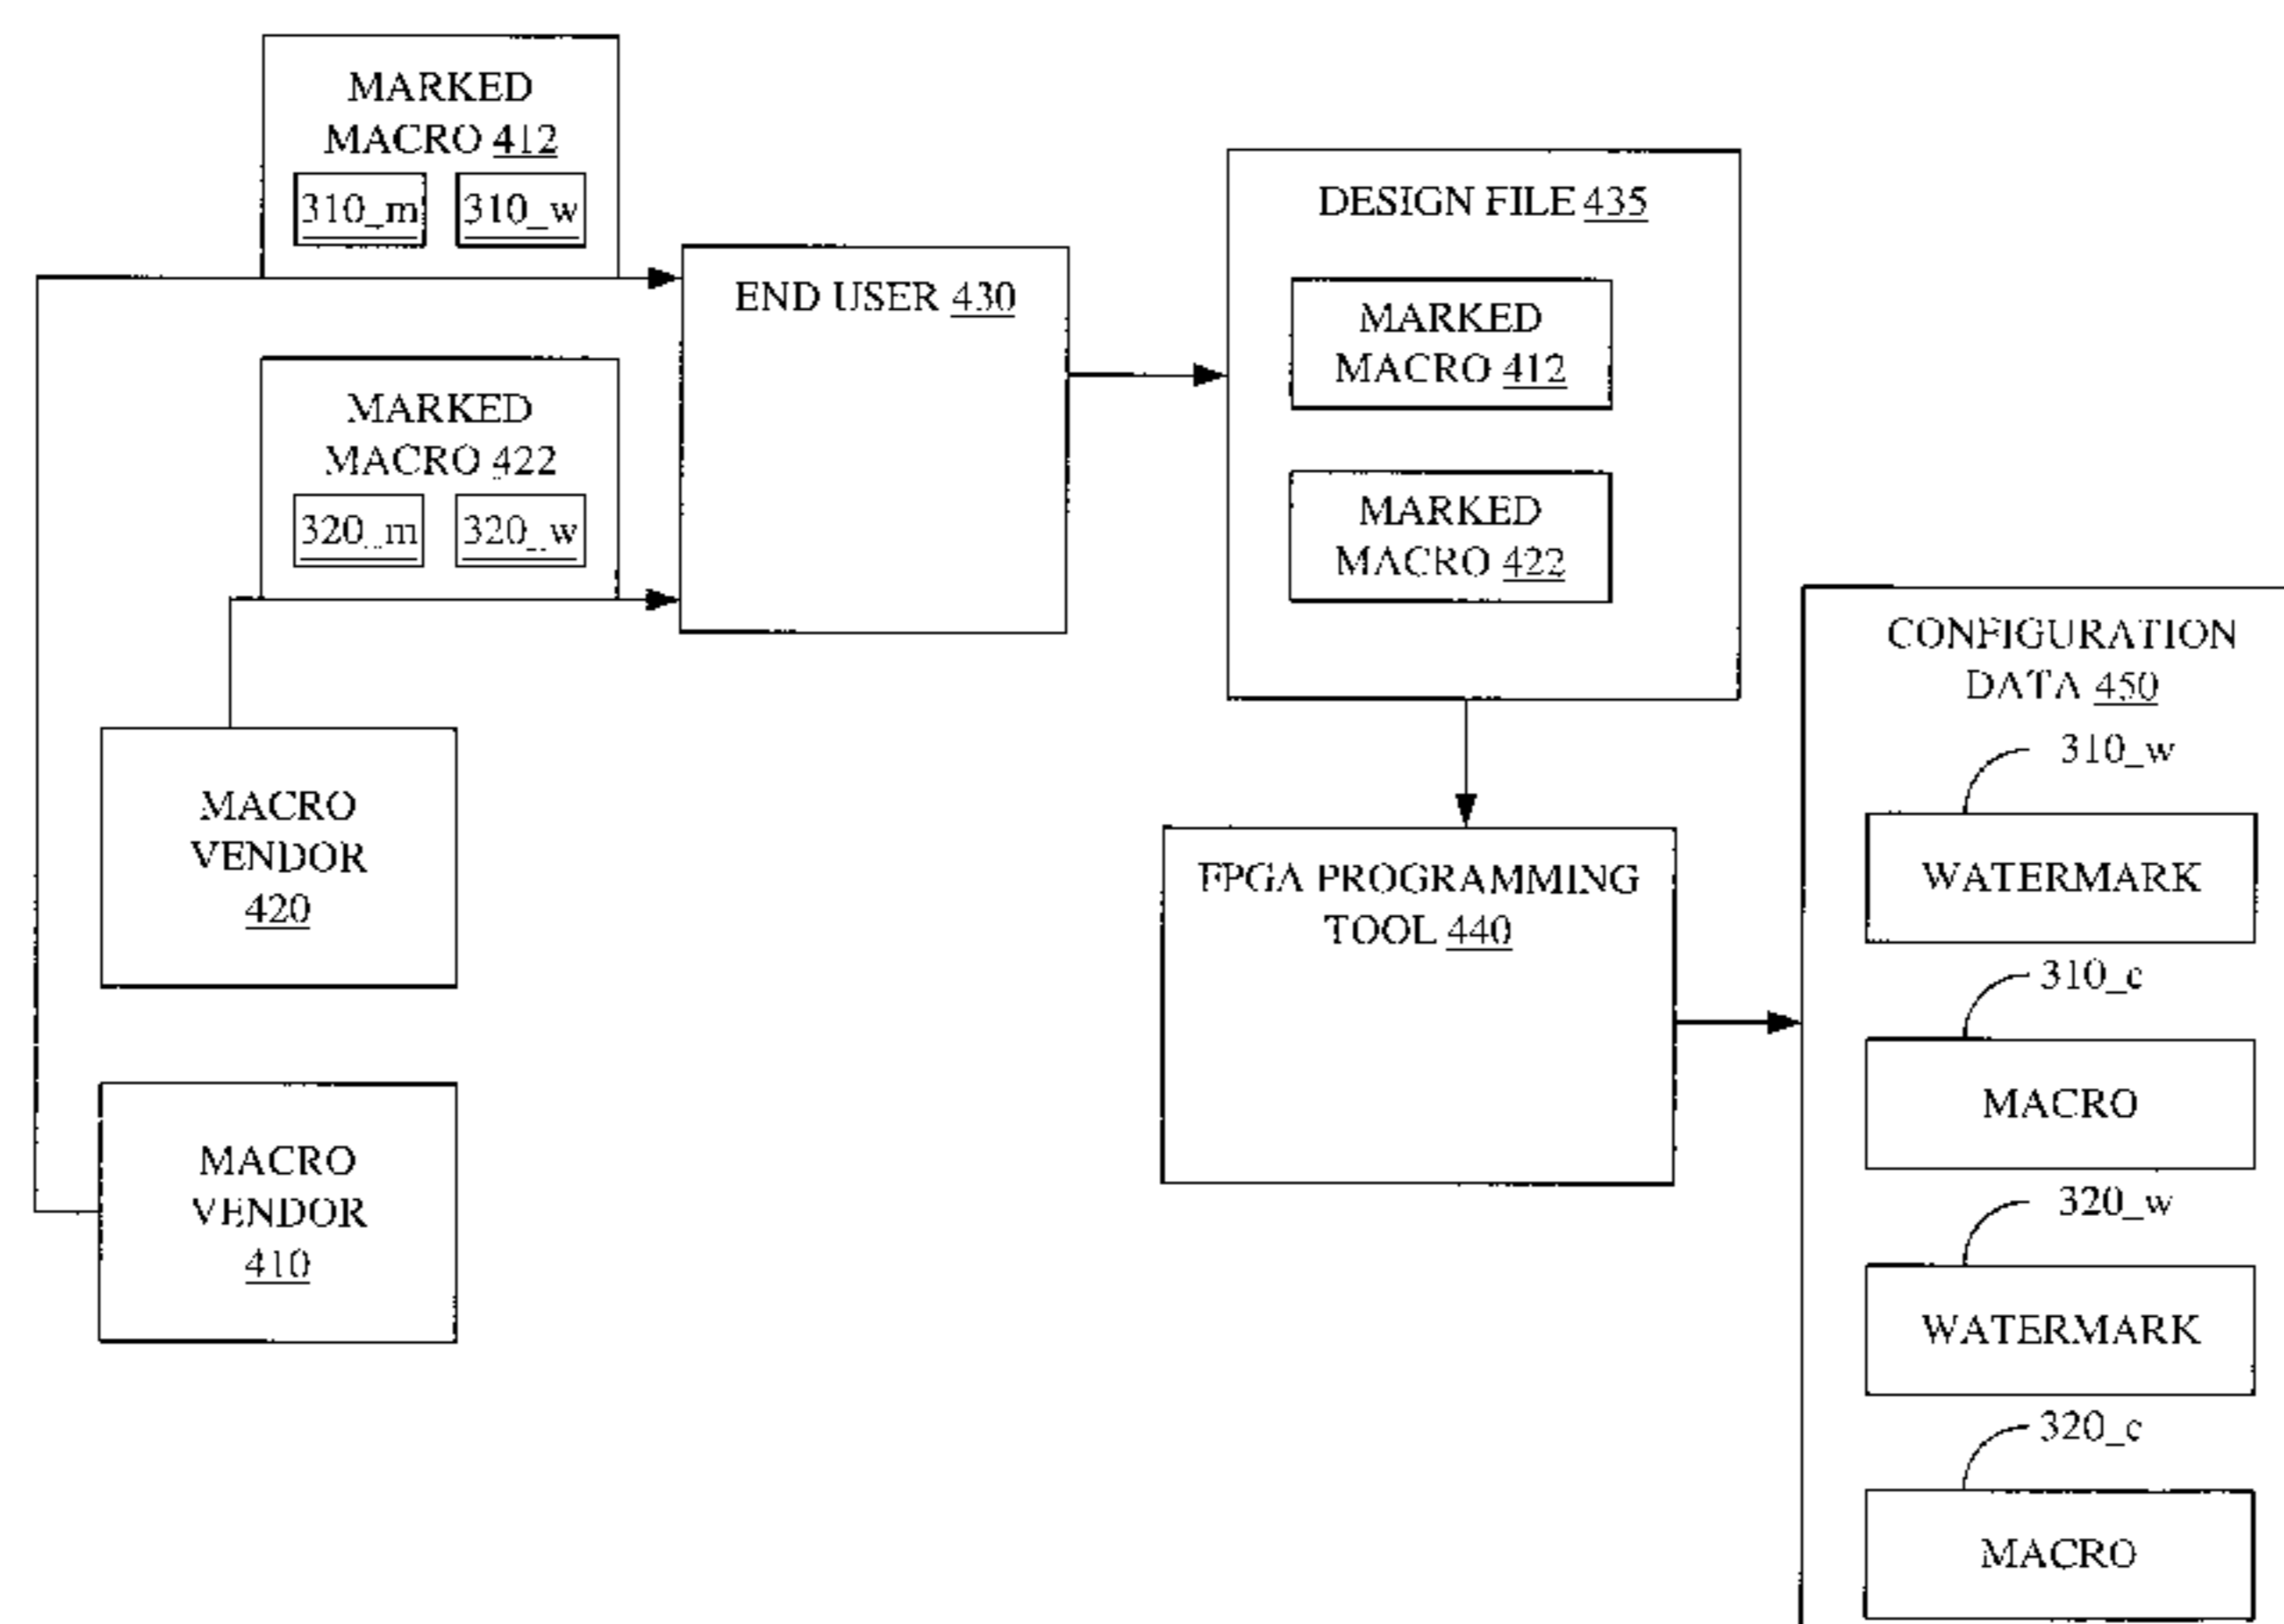 MARKED
MACRO 412
310_m 310_w
MARKED
MACRO 422
320_m 320_w
END USER 430
DESIGN FILE 435
MARKED
MACRO 412
MARKED
MACRO 422
MACRO
VENDOR
420
MACRO
VENDOR
410
FPGA PROGRAMMING
TOOL 440
CONFIGURATION
DATA 450
310_w
WATERMARK
310_c
MACRO
320_w
WATERMARK
320_c
MACRO